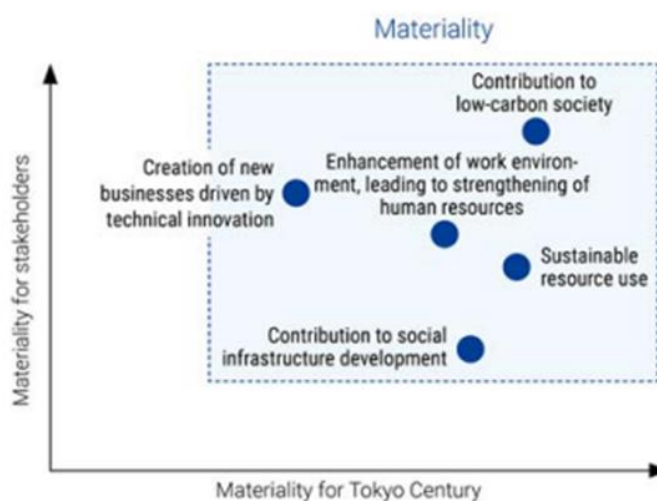 Materiality
Contribution to
low-carbon society
Creation of new
businesses driven by
technical innovation
Enhancement of work environ-
ment, leading to strengthening of
human resources
Sustainable
resource use
Contribution to social
infrastructure development
Materiality for stakeholders
Materiality for Tokyo Century